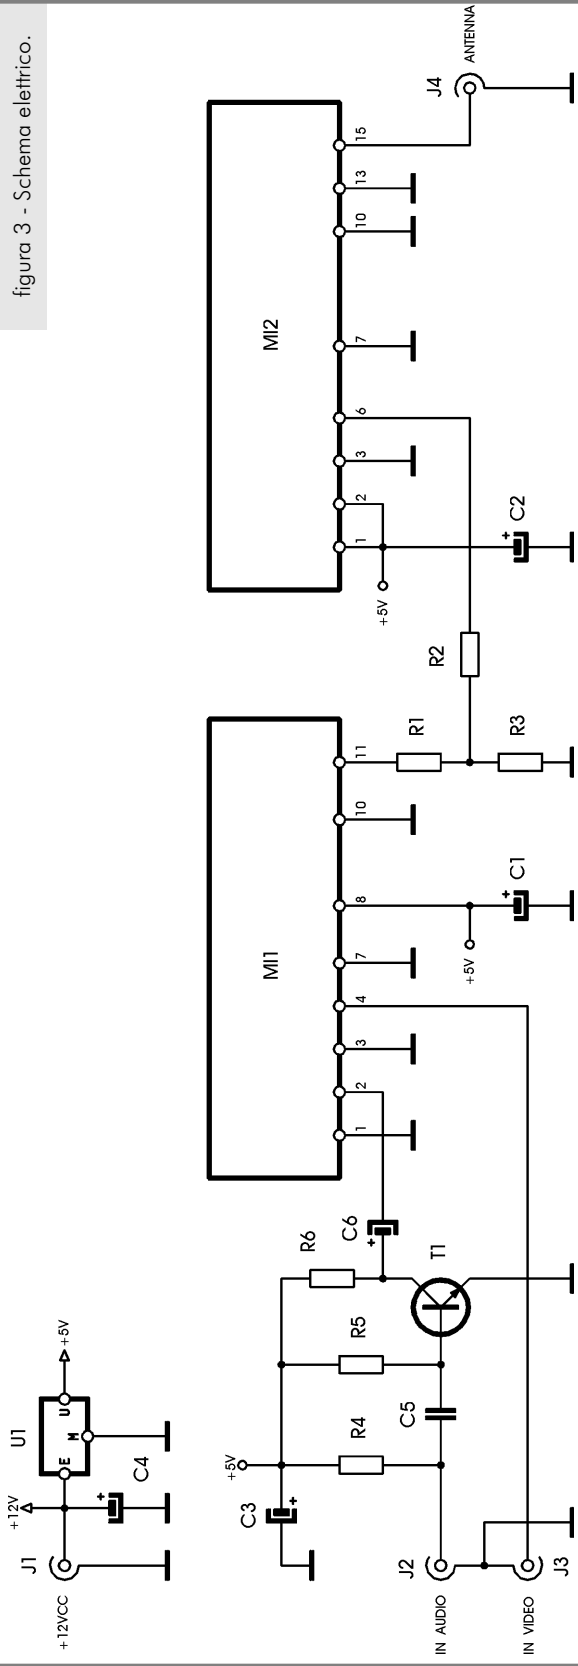 figura 3 - Schema elettrico.
+12VCC
J1
+12V
C4
U1
E
M
U
+5V
C3
+5V
R4
R5
R6
C5
C6
T1
IN AUDIO
J2
IN VIDEO
J3
MI1
1
2
3
4
7
8
10
11
+5V
C1
R1
R3
R2
MI2
1
2
3
6
7
10
13
15
+5V
C2
J4
ANTENNA
+
+
+
+
+